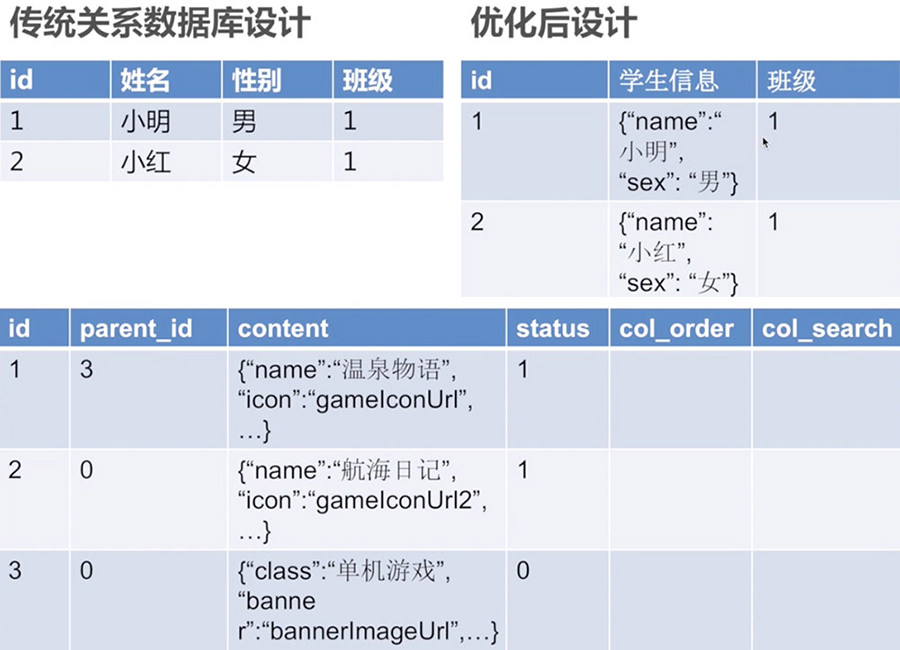 传统关系数据库设计
id 姓名 性别 班级
1 小明 男 1
2 小红 女 1
优化后设计
id 学生信息 班级
1 {“name”:“ 1
小明”,
“sex”: “男”}
2 {“name”: 1
“小红”,
“sex”: “女”}
id parent_id content status col_order col_search
1 3 {“name”:“温泉物语”, 1
“icon”:“gameIconUrl”,
…}
2 0 {“name”:“航海日记”, 1
“icon”:“gameIconUrl2”,
…}
3 0 {“class”:“单机游戏”, 0
“banne
r”:“bannerImageUrl”,…}